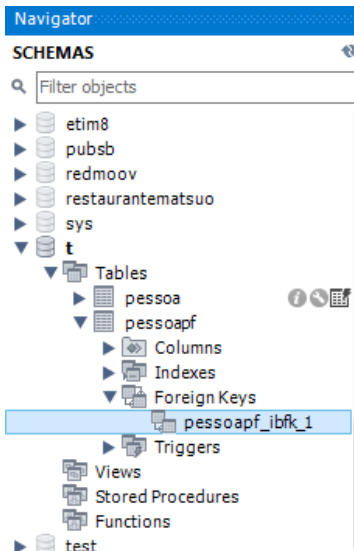 Navigator
SCHEMAS
Filter objects
etim8
pubsb
redmoov
restaurantematsuo
sys
t
Tables
pessoa
pessoapf
Columns
Indexes
Foreign Keys
pessoapf_ibfk_1
Triggers
Views
Stored Procedures
Functions
test